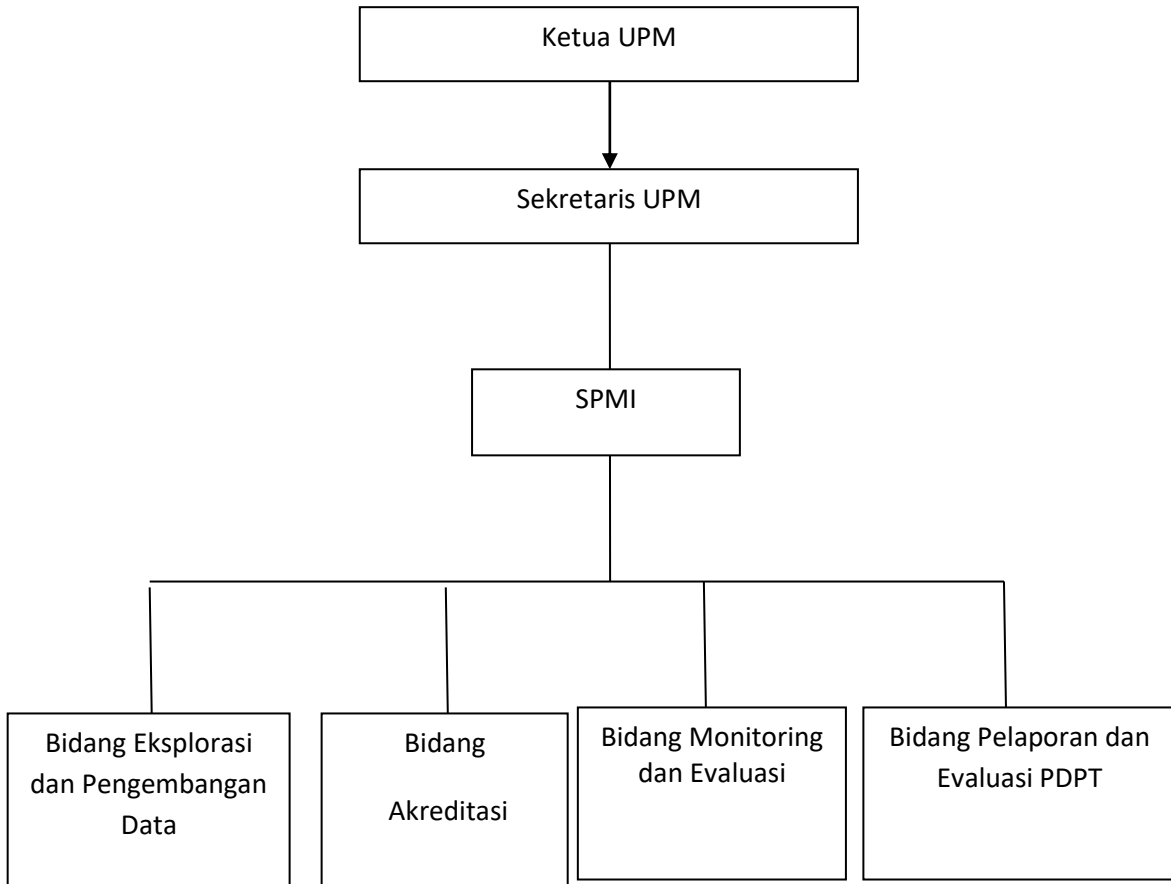 Ketua UPM
Sekretaris UPM
SPMI
Bidang Eksplorasi
dan Pengembangan
Data
Bidang
Akreditasi
Bidang Monitoring
dan Evaluasi
Bidang Pelaporan dan
Evaluasi PDPT